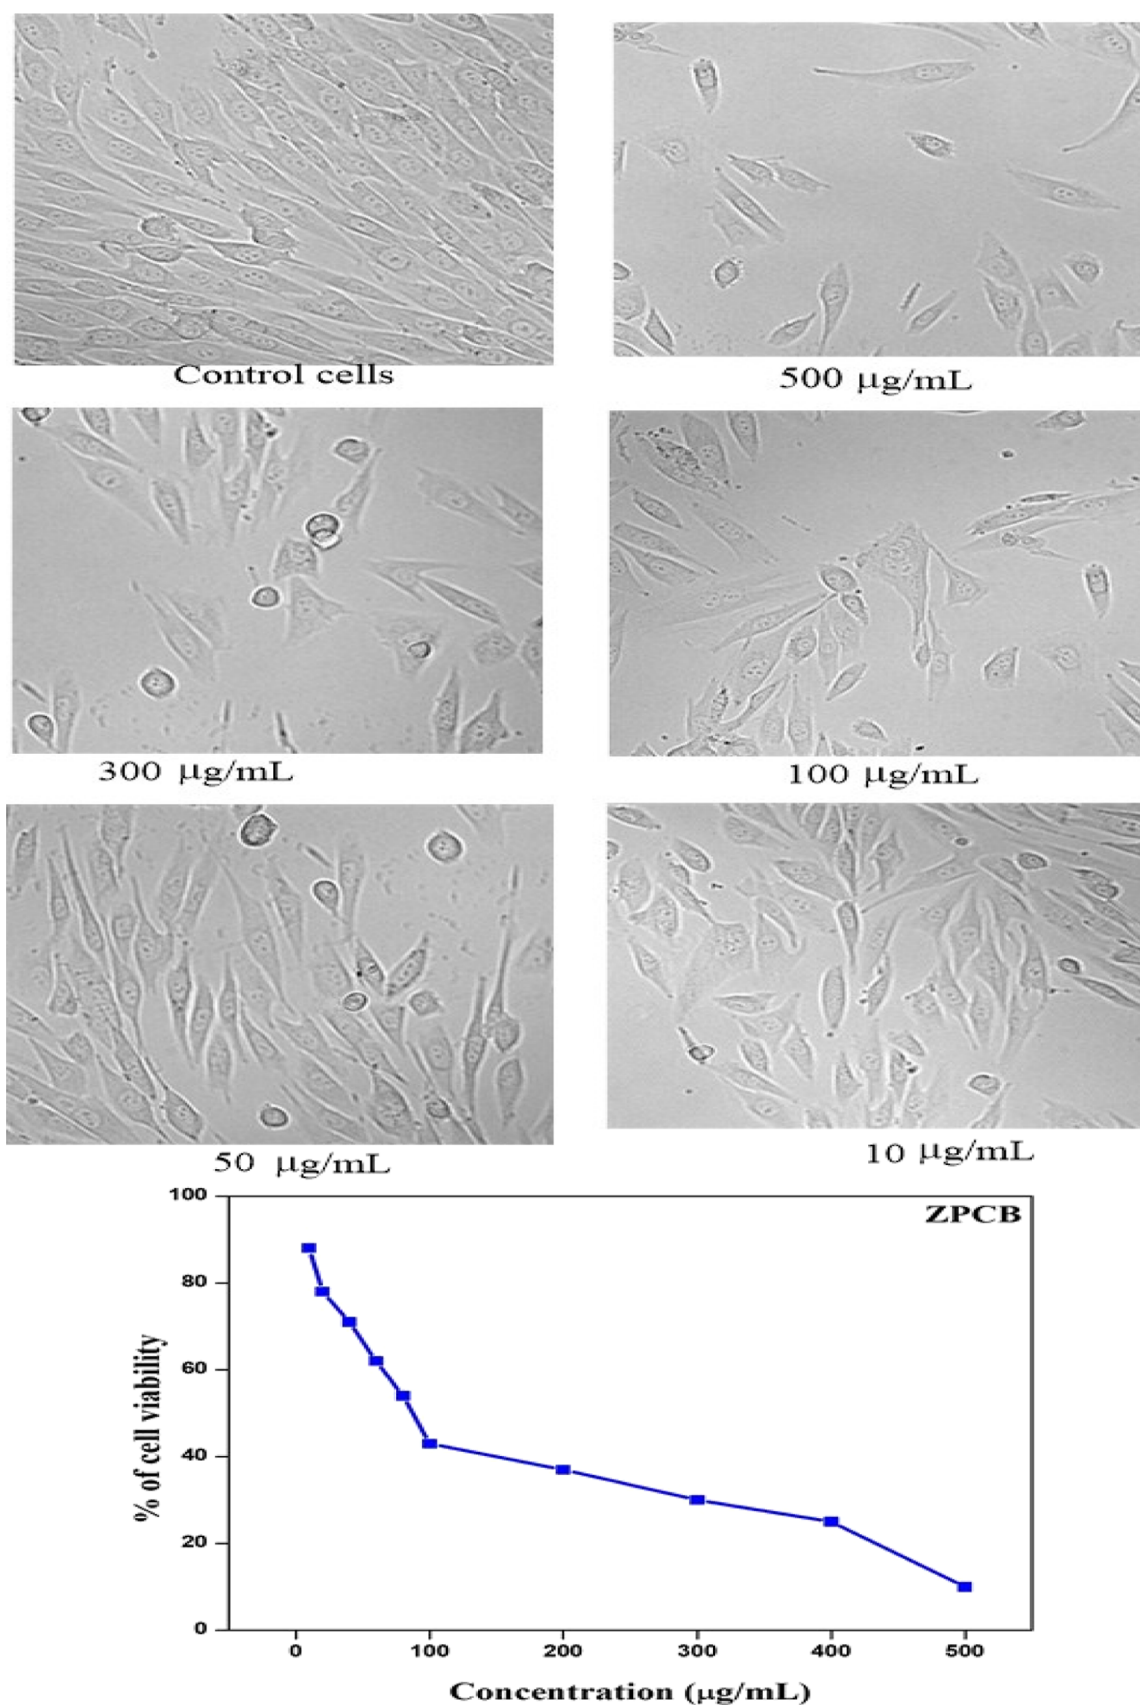 Control cells
500 µg/mL
300 µg/mL
100 µg/mL
50 µg/mL
10 µg/mL
ZPCB
100
80
60
40
20
0
% of cell viability
0 100 200 300 400 500
Concentration (µg/mL)